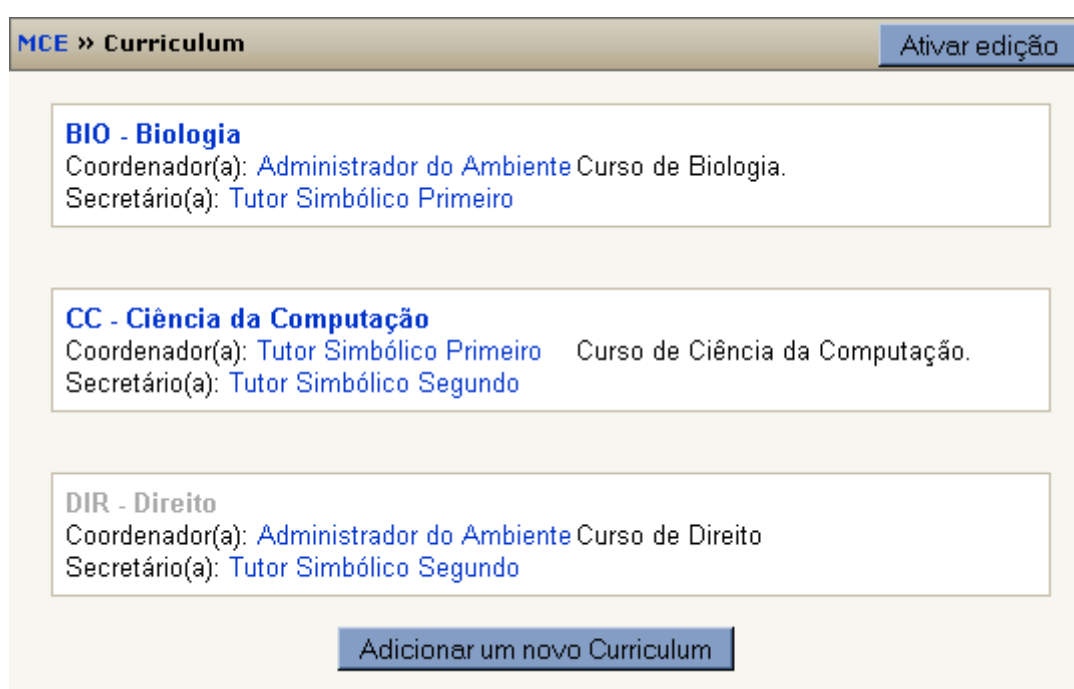 MCE » Curriculum
Ativar edição
BIO - Biologia
Coordenador(a): Administrador do Ambiente Curso de Biologia.
Secretário(a): Tutor Simbólico Primeiro
CC - Ciência da Computação
Coordenador(a): Tutor Simbólico Primeiro Curso de Ciência da Computação.
Secretário(a): Tutor Simbólico Segundo
DIR - Direito
Coordenador(a): Administrador do Ambiente Curso de Direito
Secretário(a): Tutor Simbólico Segundo
Adicionar um novo Curriculum